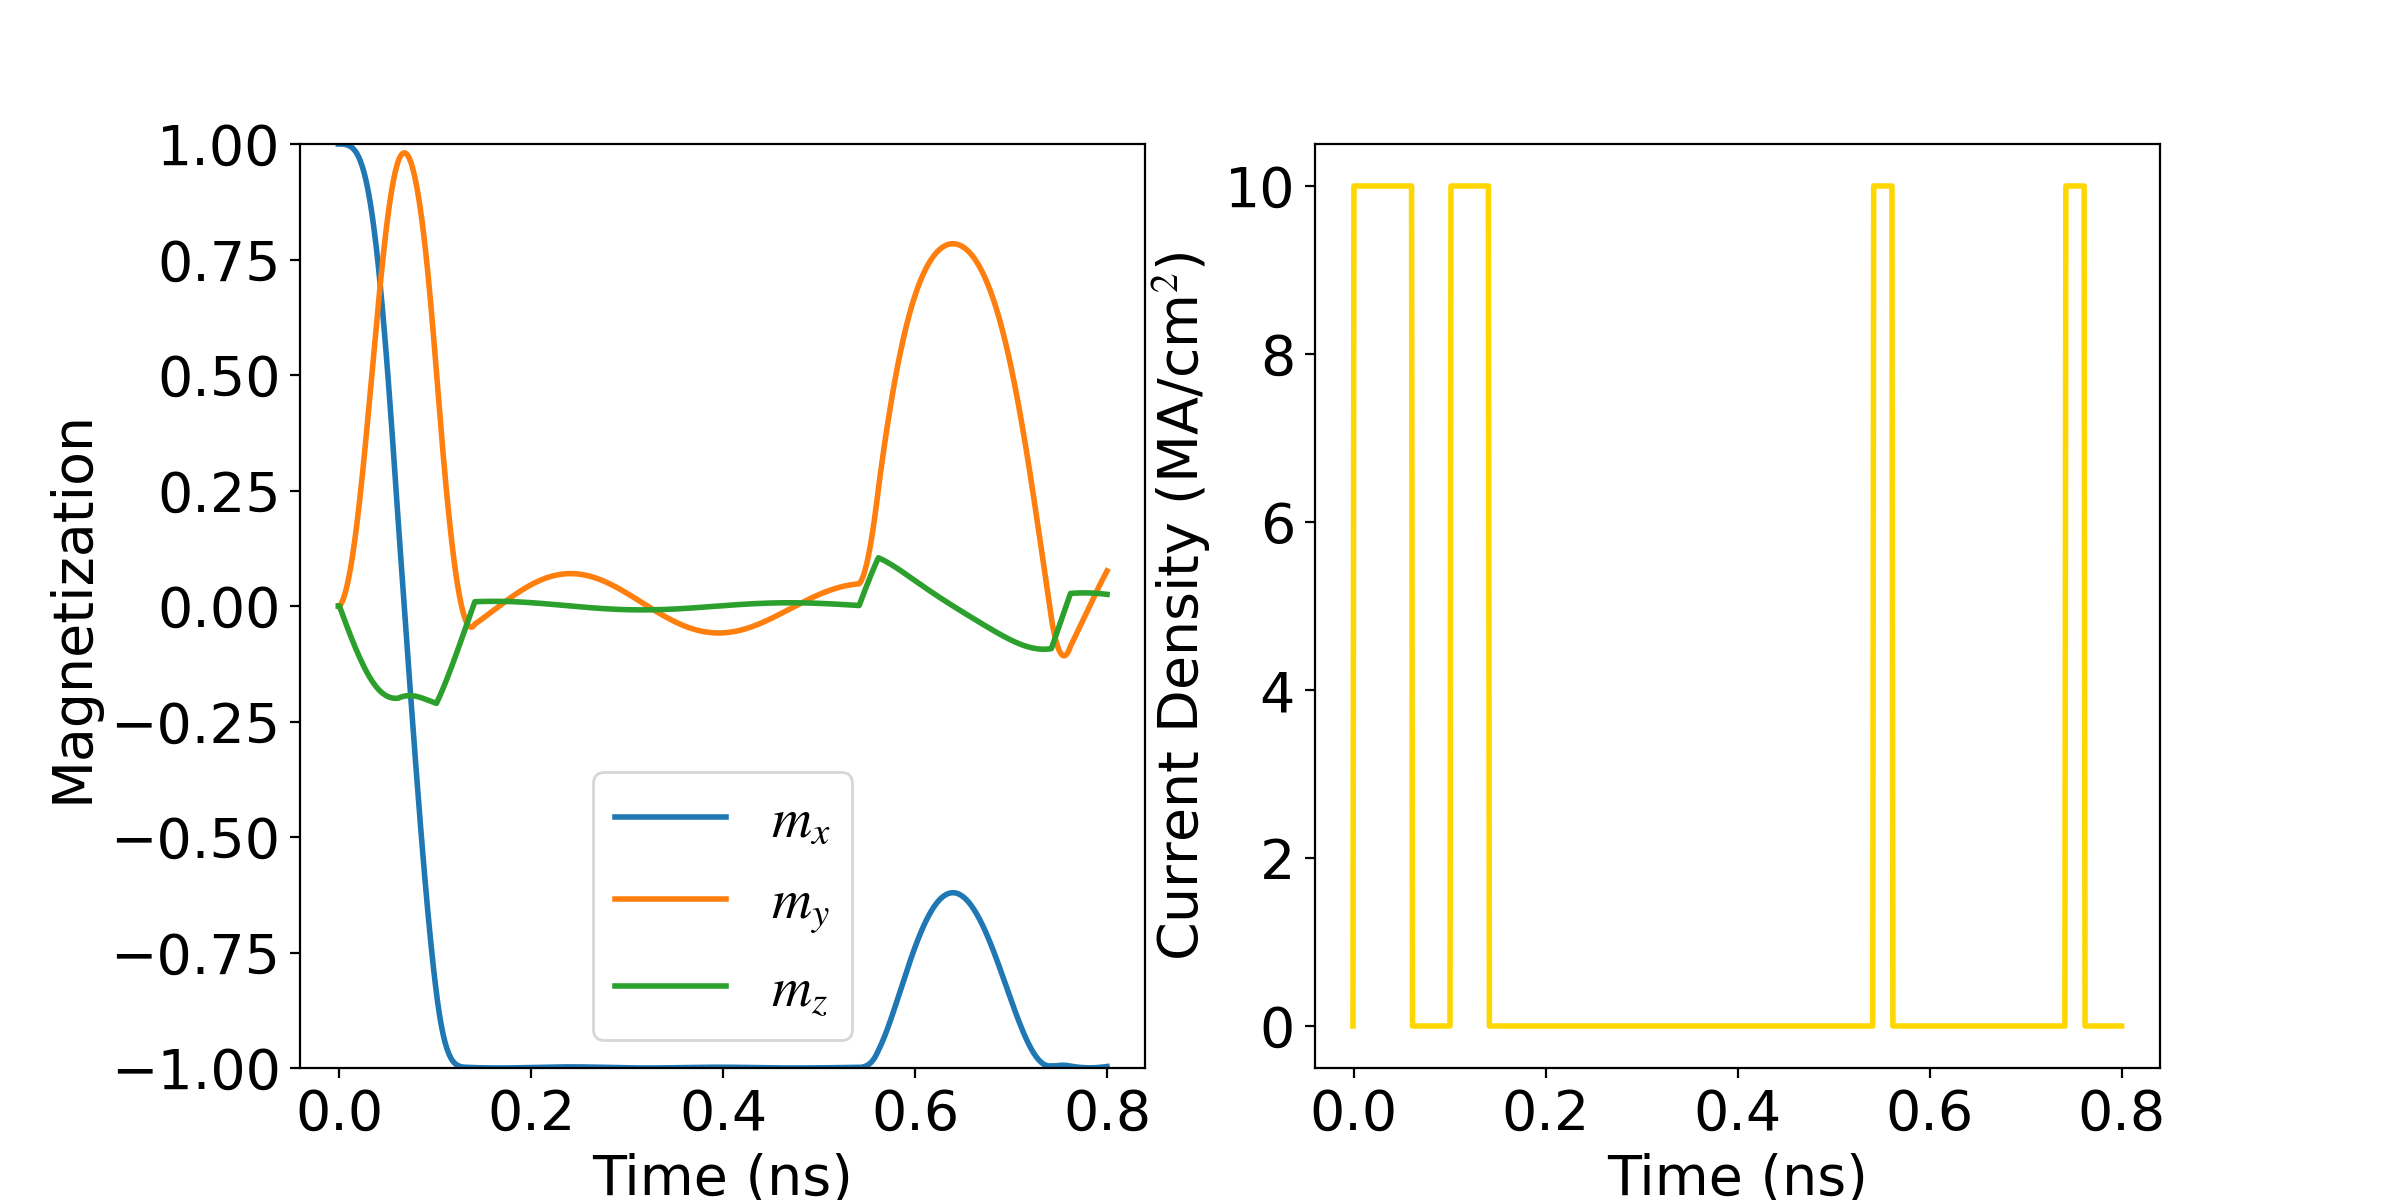 1.00
0.75
0.50
0.25
0.00
−0.25
−0.50
−0.75
−1.00
Magnetization
0.0 0.2 0.4 0.6 0.8
Time (ns)
m_x
m_y
m_z
10
8
6
4
2
0
Current Density (MA/cm²)
0.0 0.2 0.4 0.6 0.8
Time (ns)